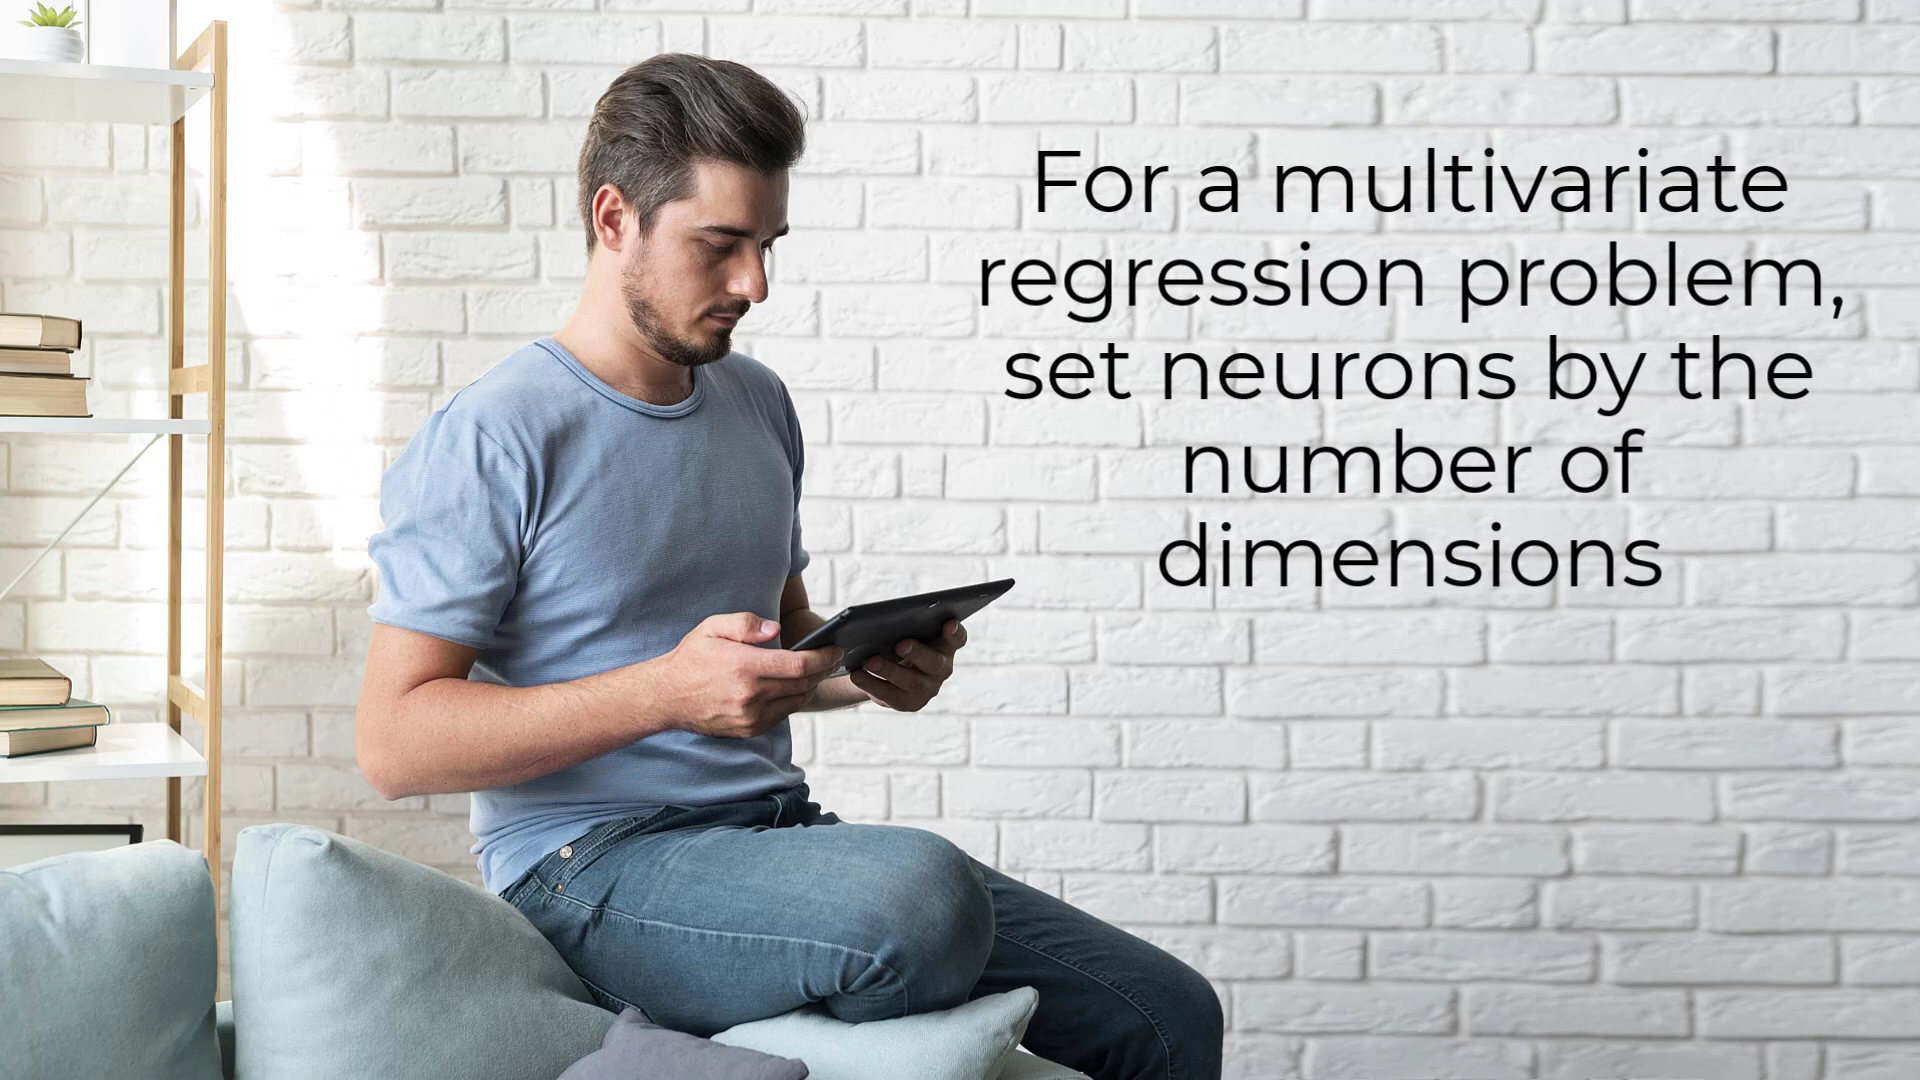 For a multivariate
regression problem,
set neurons by the
number of
dimensions